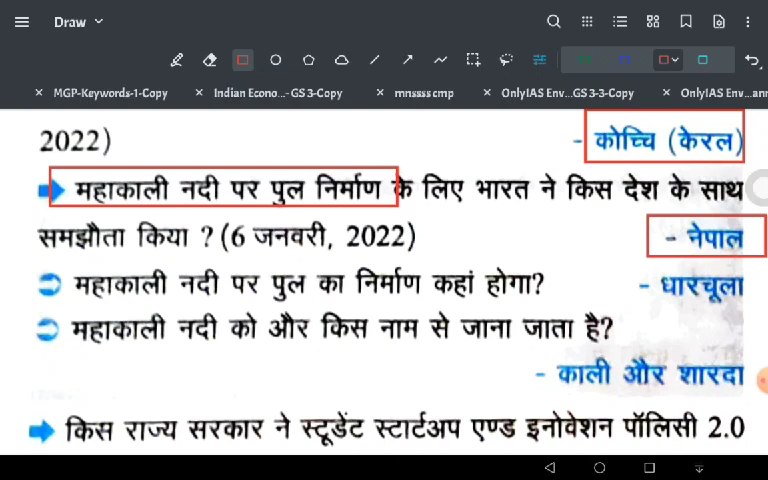 Draw
MGP-Keywords-1-Copy
Indian Econo...-GS 3-Copy
mnssss cmp
OnlyIAS Env...GS 3-3-Copy
OnlyIAS Env...anr
2022)
- कोच्चि (केरल)
महाकाली नदी पर पुल निर्माण के लिए भारत ने किस देश के साथ
समझौता किया ? (6 जनवरी, 2022)
- नेपाल
महाकाली नदी पर पुल का निर्माण कहां होगा?
- धारचूला
महाकाली नदी को और किस नाम से जाना जाता है?
- काली और शारदा
किस राज्य सरकार ने स्टूडेंट स्टार्टअप एण्ड इनोवेशन पॉलिसी 2.0